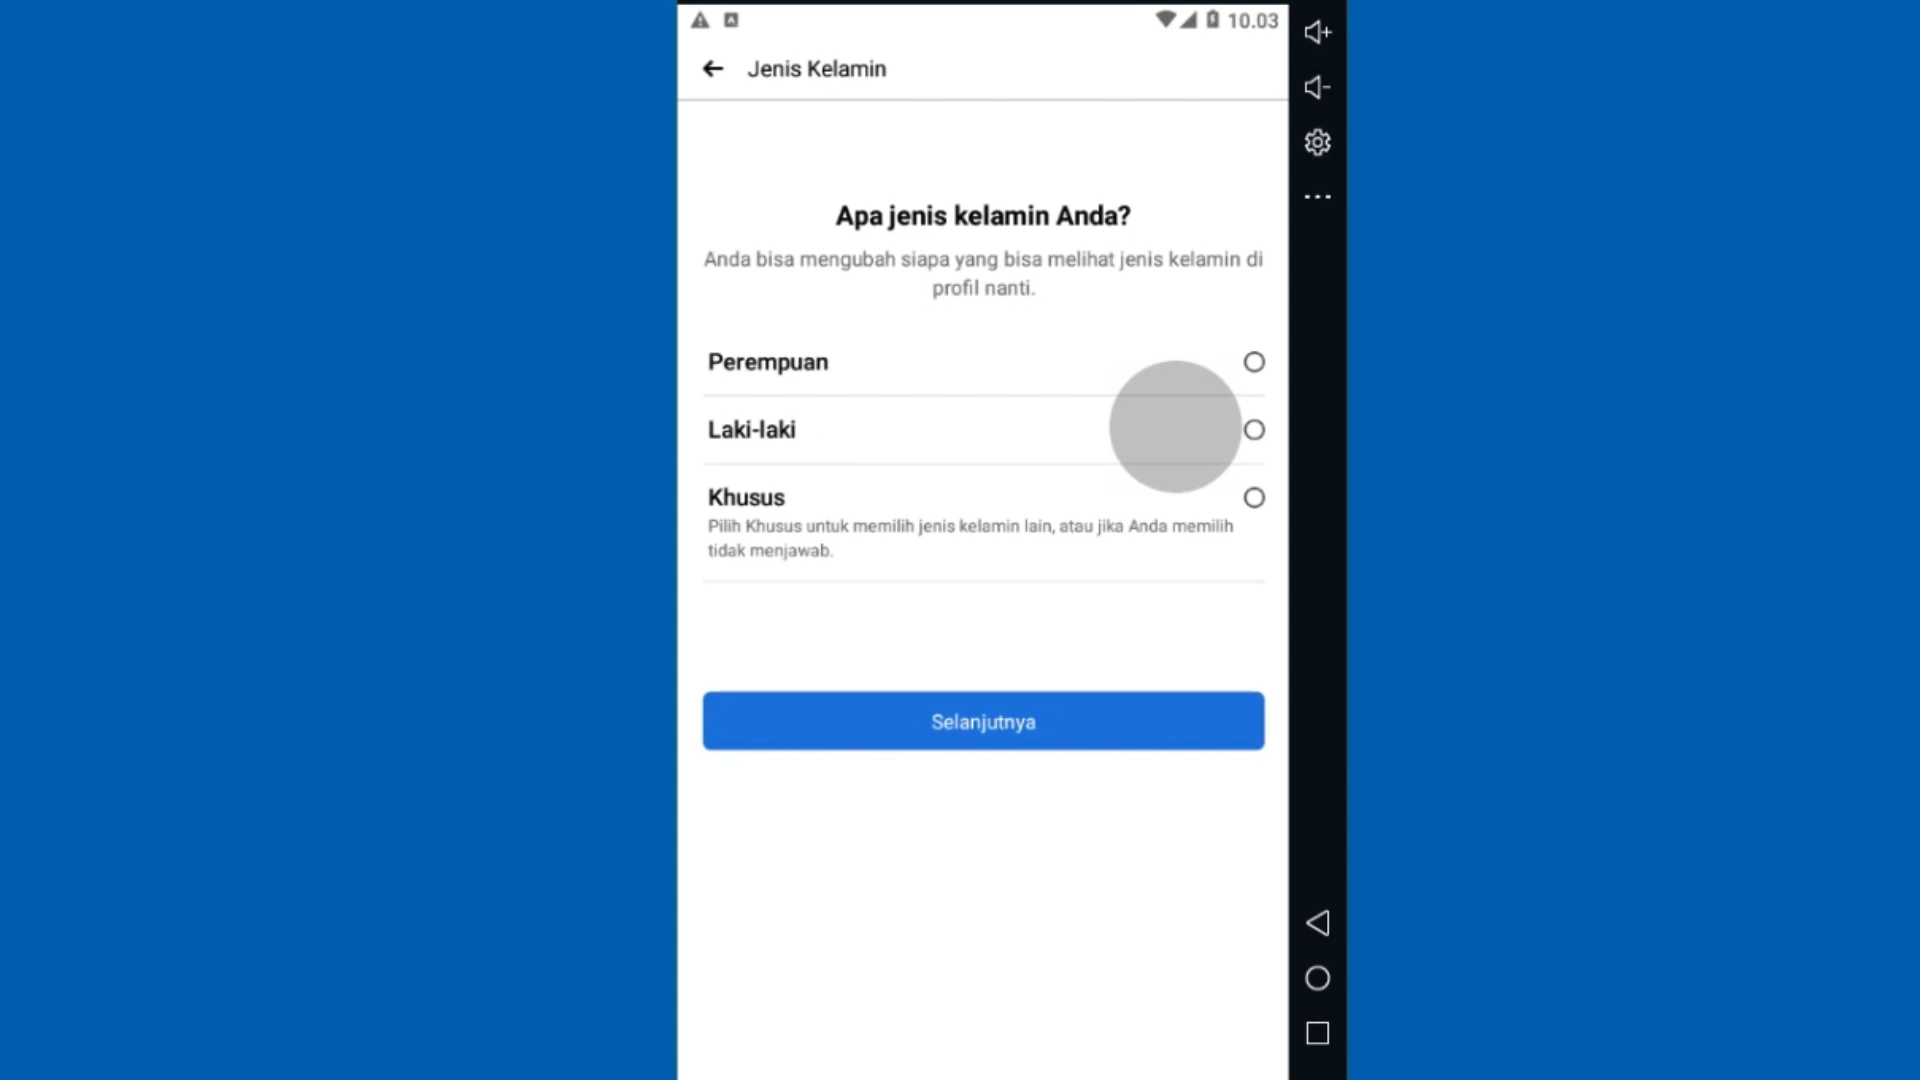 10.03
Jenis Kelamin
Apa jenis kelamin Anda?
Anda bisa mengubah siapa yang bisa melihat jenis kelamin di
profil nanti.
Perempuan
Laki-laki
Khusus
Pilih Khusus untuk memilih jenis kelamin lain, atau jika Anda memilih
tidak menjawab.
Selanjutnya